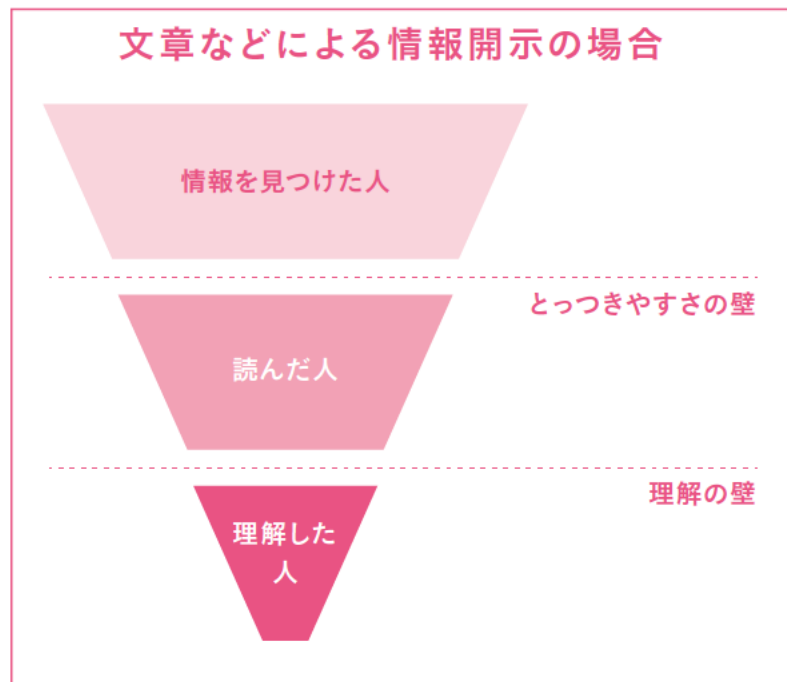 文章などによる情報開示の場合
情報を見つけた人
とっつきやすさの壁
読んだ人
理解の壁
理解した
人